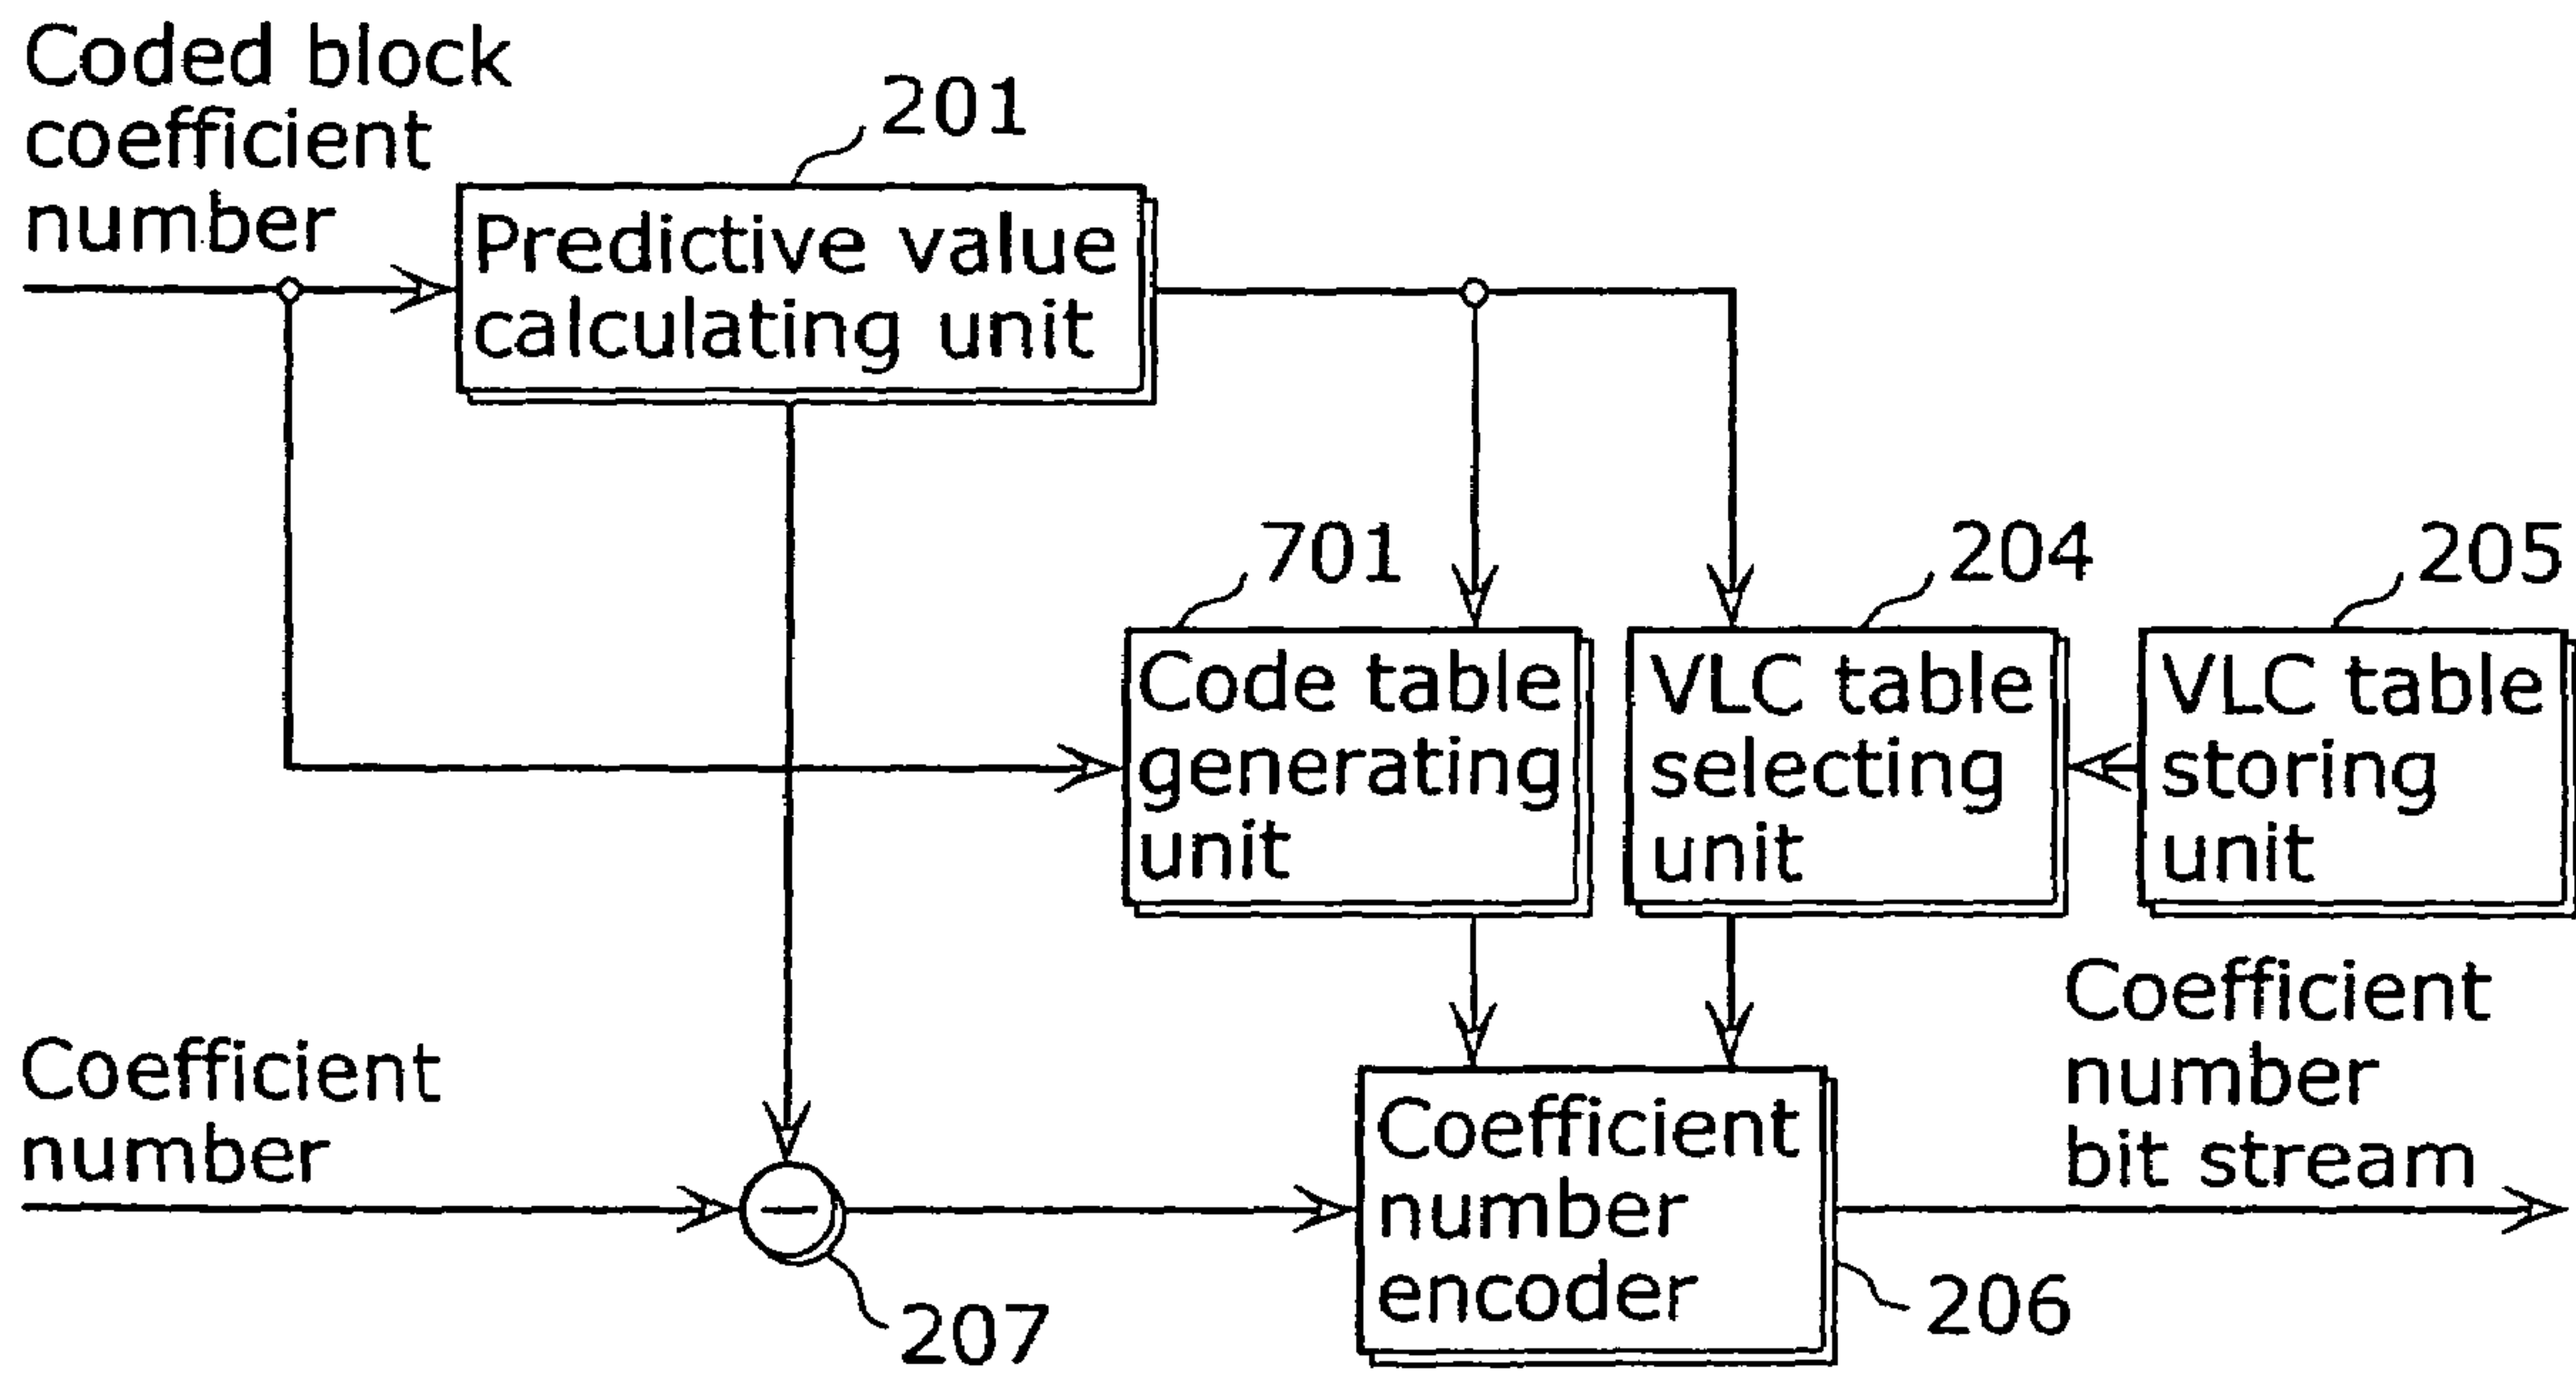 Coded block
coefficient
number
201
Predictive value
calculating unit
701
204
205
Code table
generating
unit
VLC table
selecting
unit
VLC table
storing
unit
Coefficient
number
Coefficient
number
encoder
Coefficient
number
bit stream
207
206